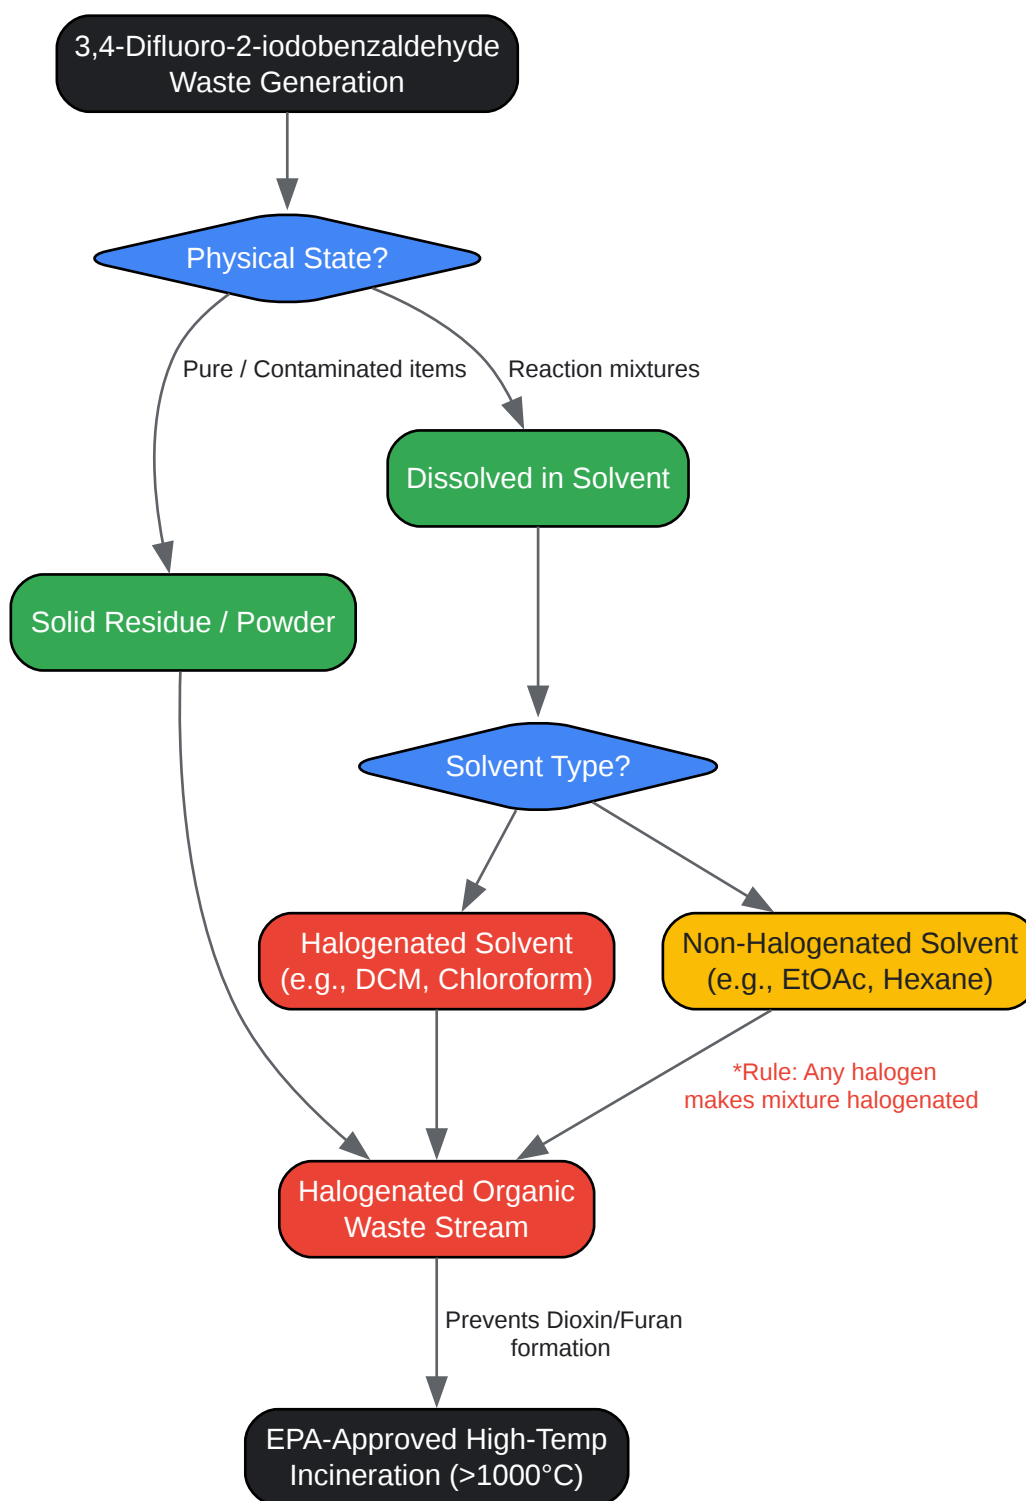 3,4-Difluoro-2-iodobenzaldehyde
Waste Generation
Physical State?
Pure / Contaminated items
Reaction mixtures
Dissolved in Solvent
Solid Residue / Powder
Solvent Type?
Halogenated Solvent
(e.g., DCM, Chloroform)
Non-Halogenated Solvent
(e.g., EtOAc, Hexane)
*Rule: Any halogen
makes mixture halogenated
Halogenated Organic
Waste Stream
Prevents Dioxin/Furan
formation
EPA-Approved High-Temp
Incineration (>1000°C)